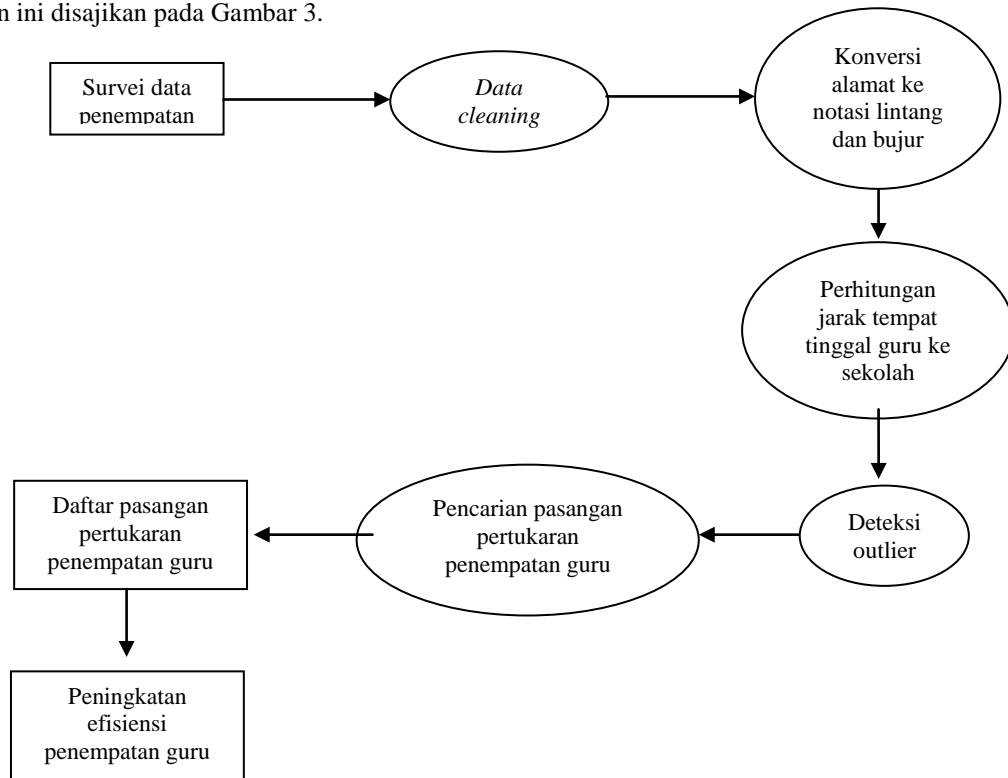 n ini disajikan pada Gambar 3.
Survei data
penempatan
Data
cleaning
Konversi
alamat ke
notasi lintang
dan bujur
Perhitungan
jarak tempat
tinggal guru ke
sekolah
Deteksi
outlier
Pencarian pasangan
pertukaran
penempatan guru
Daftar pasangan
pertukaran
penempatan guru
Peningkatan
efisiensi
penempatan guru